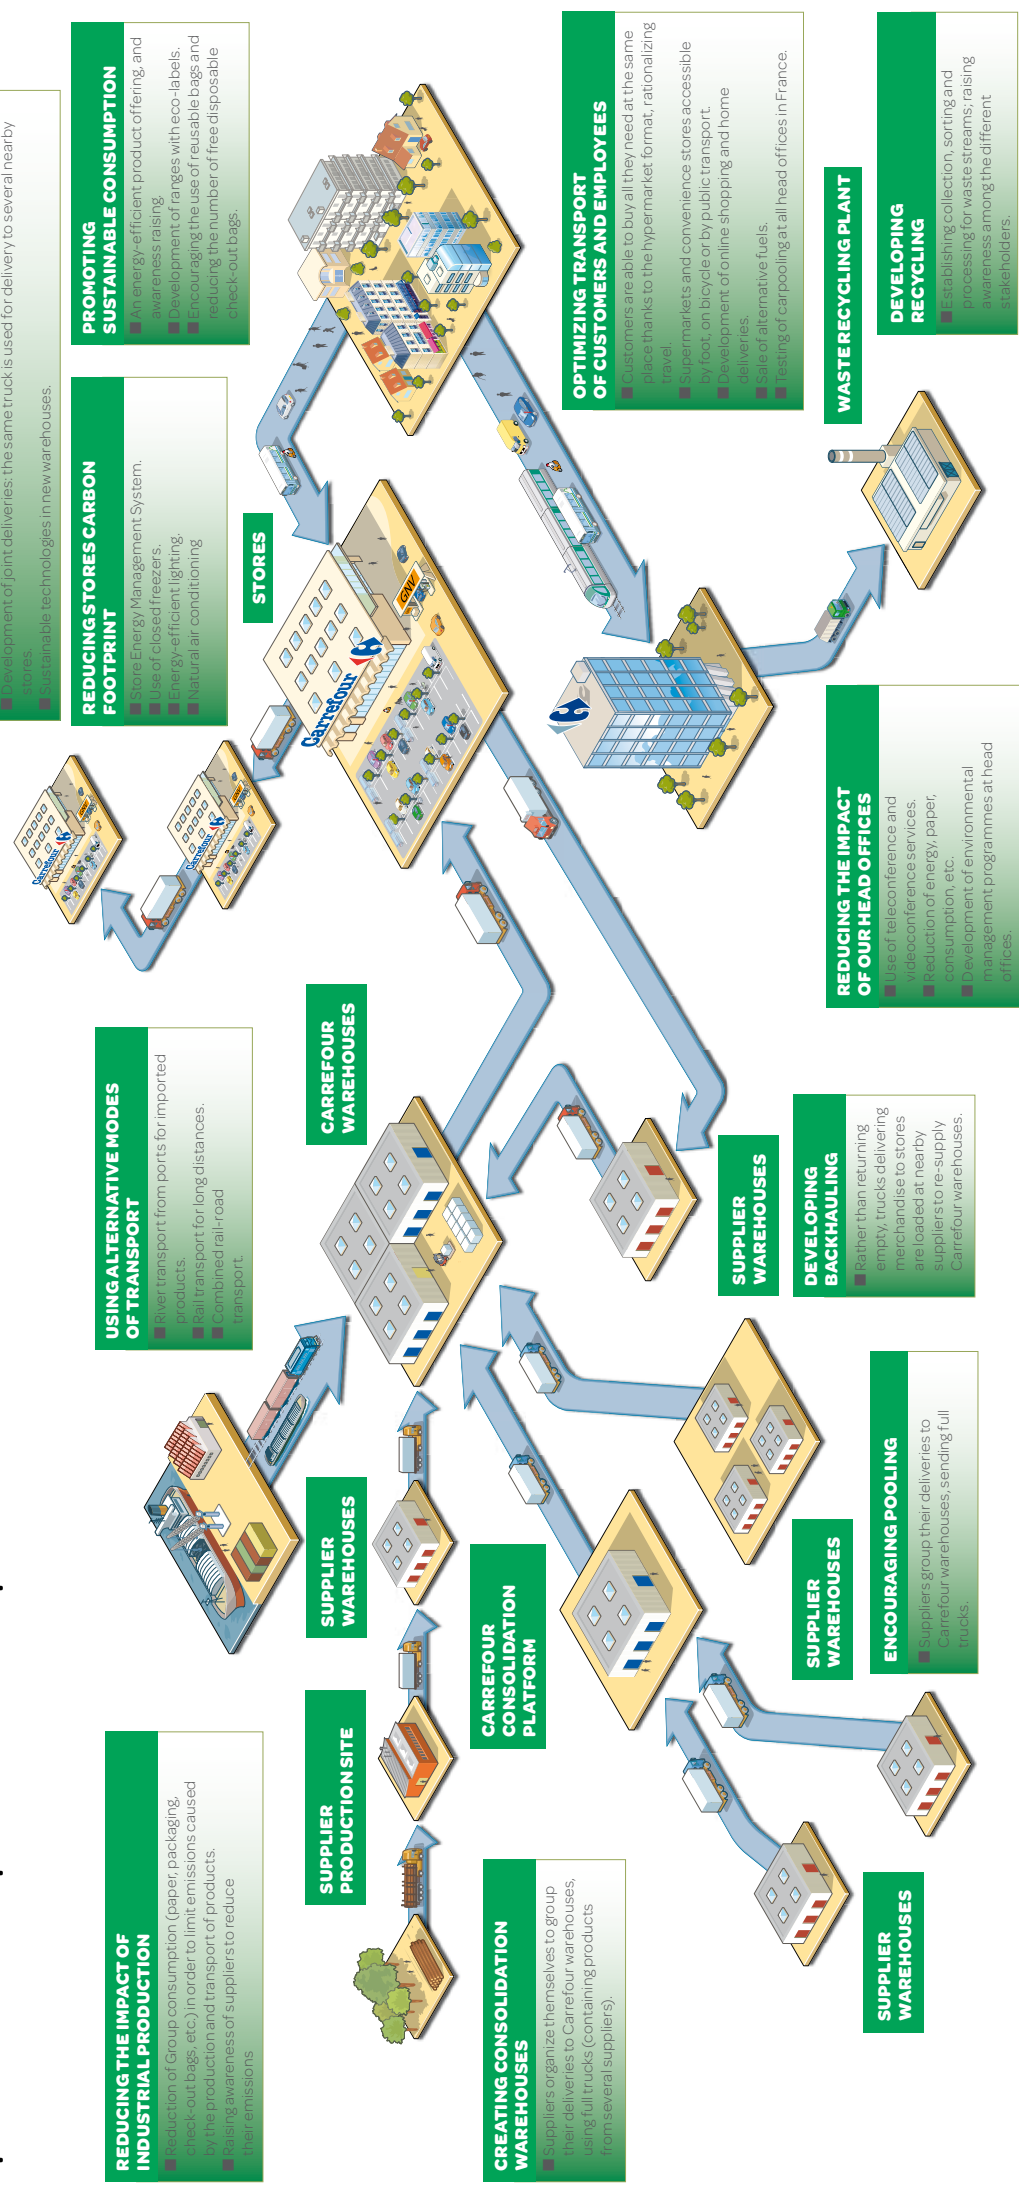 REDUCING THE IMPACT OF
INDUSTRIAL PRODUCTION
■ Reduction of Group consumption (paper, packaging,
check-out bags, etc.) in order to limit emissions caused
by the production and transport of products.
■ Raising awareness of suppliers to reduce
their emissions
USING ALTERNATIVE MODES
OF TRANSPORT
■ River transport from ports for imported
products.
■ Rail transport for long distances.
■ Combined rail-road
transport.
■ Development of joint deliveries: the same truck is used for delivery to several nearby
stores.
■ Sustainable technologies in new warehouses.
REDUCING STORES CARBON
FOOTPRINT
■ Store Energy Management System.
■ Use of closed freezers.
■ Energy-efficient lighting.
■ Natural air conditioning
PROMOTING
SUSTAINABLE CONSUMPTION
■ An energy-efficient product offering, and
awareness raising.
■ Development of ranges with eco-labels.
■ Encouraging the use of reusable bags and
reducing the number of free disposable
check-out bags.
SUPPLIER
PRODUCTION SITE
SUPPLIER
WAREHOUSES
CARREFOUR
WAREHOUSES
STORES
Carrefour
Carrefour
Carrefour
GNV
CARREFOUR
CONSOLIDATION
PLATFORM
CREATING CONSOLIDATION
WAREHOUSES
■ Suppliers organize themselves to group
their deliveries to Carrefour warehouses,
using full trucks (containing products
from several suppliers).
SUPPLIER
WAREHOUSES
SUPPLIER
WAREHOUSES
ENCOURAGING POOLING
■ Suppliers group their deliveries to
Carrefour warehouses, sending full
trucks.
SUPPLIER
WAREHOUSES
DEVELOPING
BACKHAULING
■ Rather than returning
empty, trucks delivering
merchandise to stores
are loaded at nearby
suppliers to re-supply
Carrefour warehouses.
REDUCING THE IMPACT
OF OUR HEAD OFFICES
■ Use of teleconference and
videoconference services.
■ Reduction of energy, paper,
consumption, etc.
■ Development of environmental
management programmes at head
offices.
OPTIMIZING TRANSPORT
OF CUSTOMERS AND EMPLOYEES
■ Customers are able to buy all they need at the same
place thanks to the hypermarket format, rationalizing
travel.
■ Supermarkets and convenience stores accessible
by foot, on bicycle or by public transport.
■ Development of online shopping and home
deliveries.
■ Sale of alternative fuels.
■ Testing of carpooling at all head offices in France.
WASTE RECYCLING PLANT
DEVELOPING
RECYCLING
■ Establishing collection, sorting and
processing for waste streams; raising
awareness among the different
stakeholders.